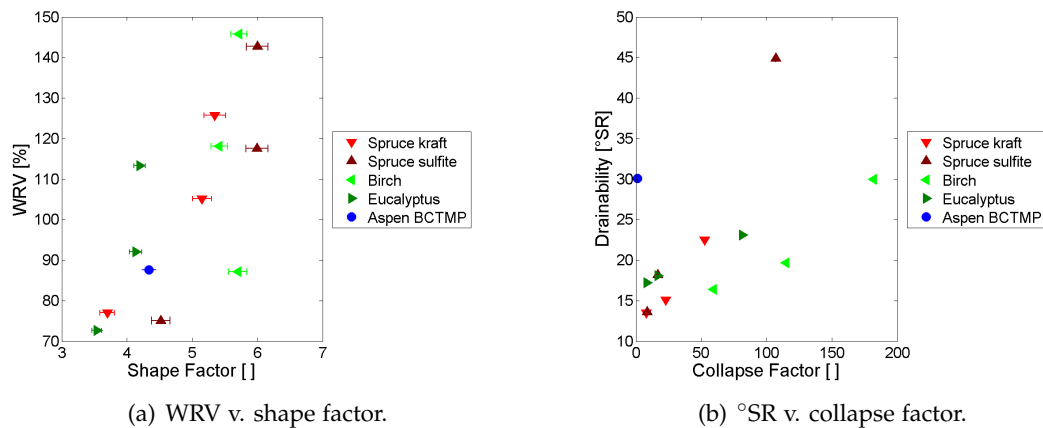 150
140
130
120
110
100
90
80
70
WRV [%]
3 4 5 6 7
Shape Factor [ ]
Spruce kraft
Spruce sulfite
Birch
Eucalyptus
Aspen BCTMP
(a) WRV v. shape factor.
50
45
40
35
30
25
20
15
10
Drainability [°SR]
0 50 100 150 200
Collapse Factor [ ]
Spruce kraft
Spruce sulfite
Birch
Eucalyptus
Aspen BCTMP
(b) °SR v. collapse factor.